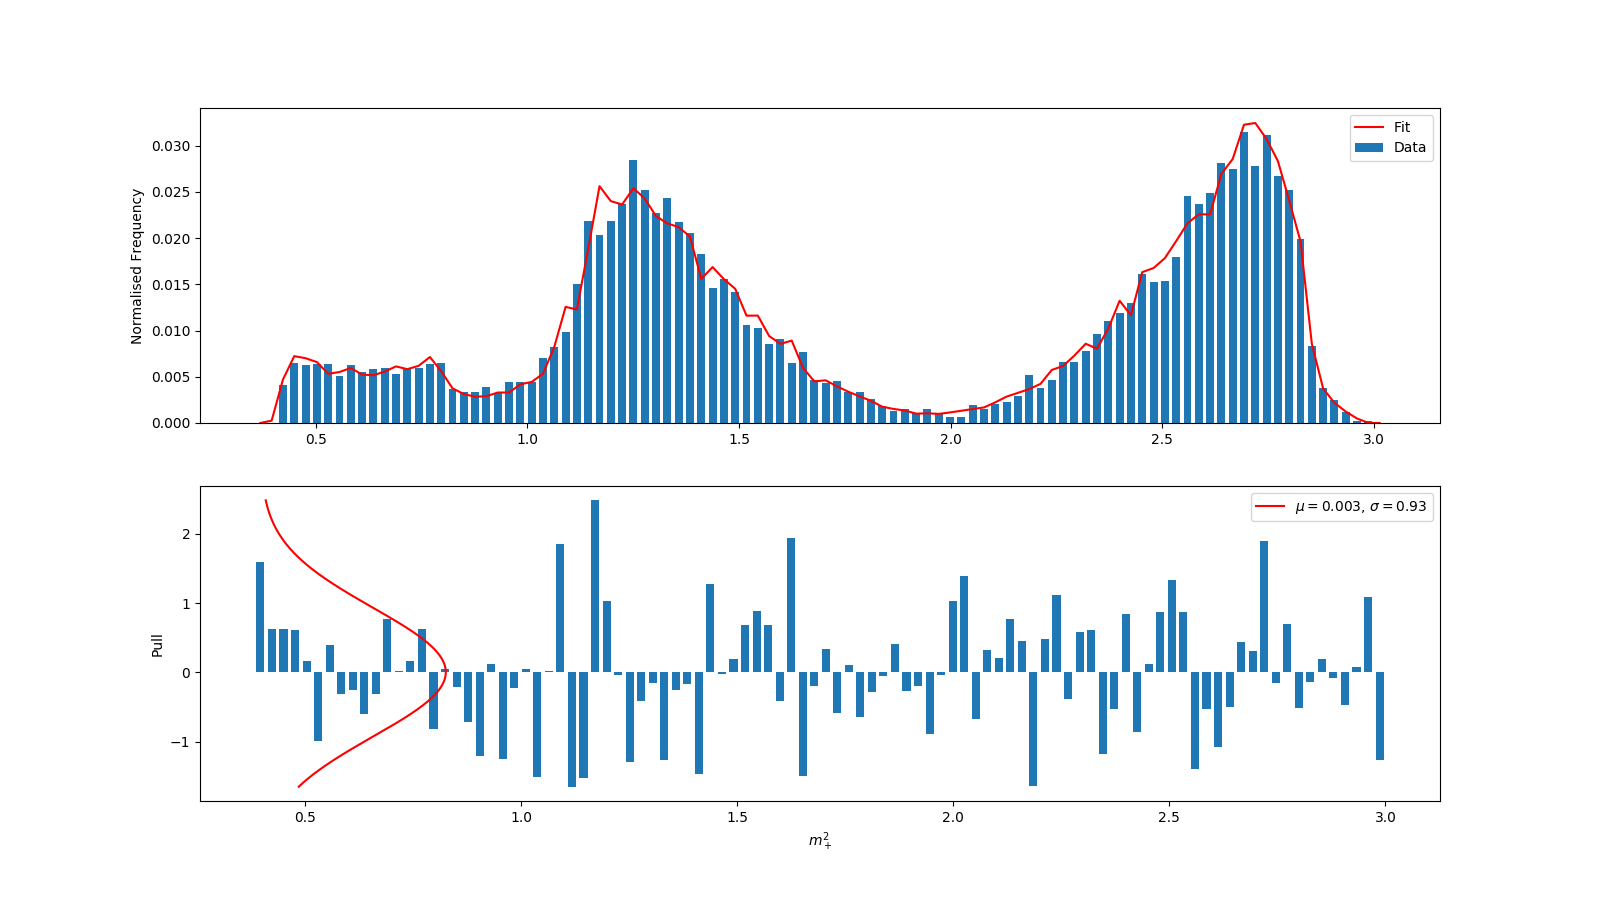 Normalised Frequency
0.030
0.025
0.020
0.015
0.010
0.005
0.000
0.5 1.0 1.5 2.0 2.5 3.0
Fit
Data
Pull
2
1
0
−1
0.5 1.0 1.5 2.0 2.5 3.0
μ = 0.003, σ = 0.93
m²₊